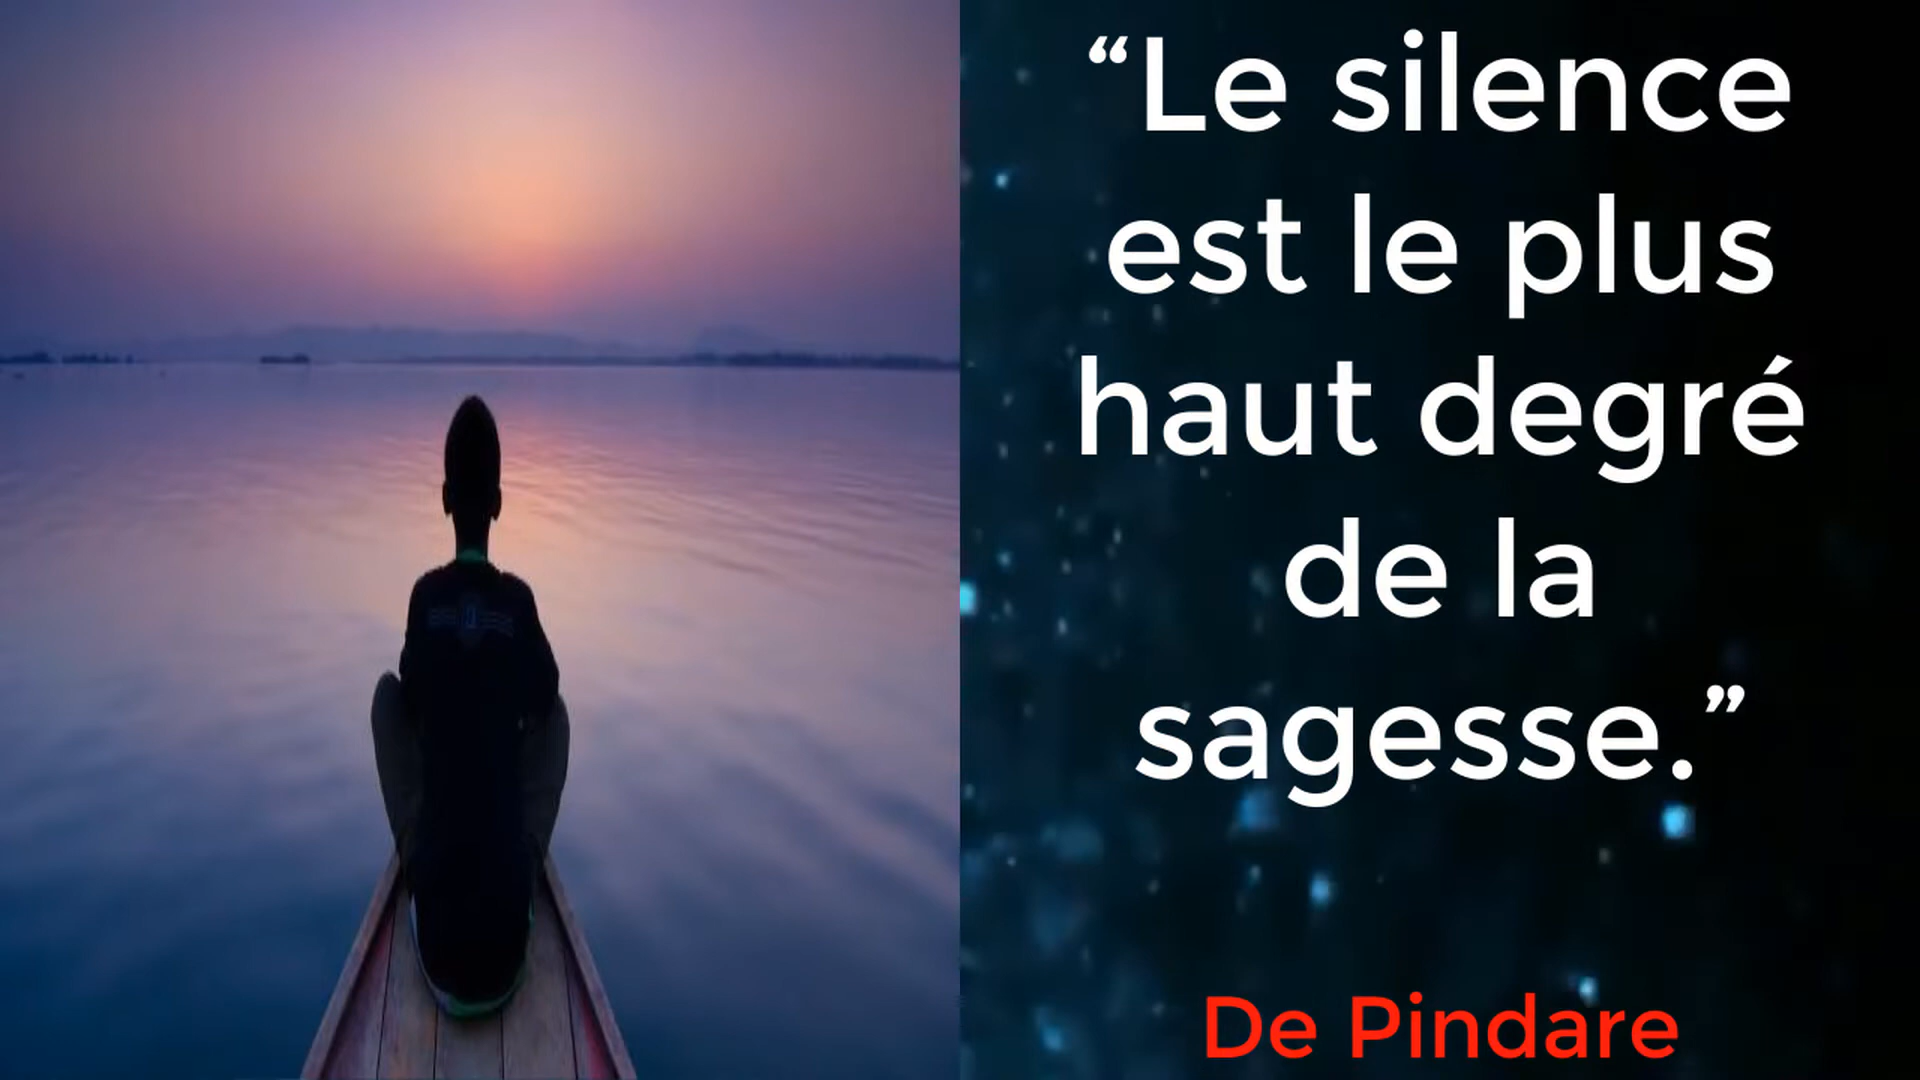 “Le silence
est le plus
haut degré
de la
sagesse.”
De Pindare